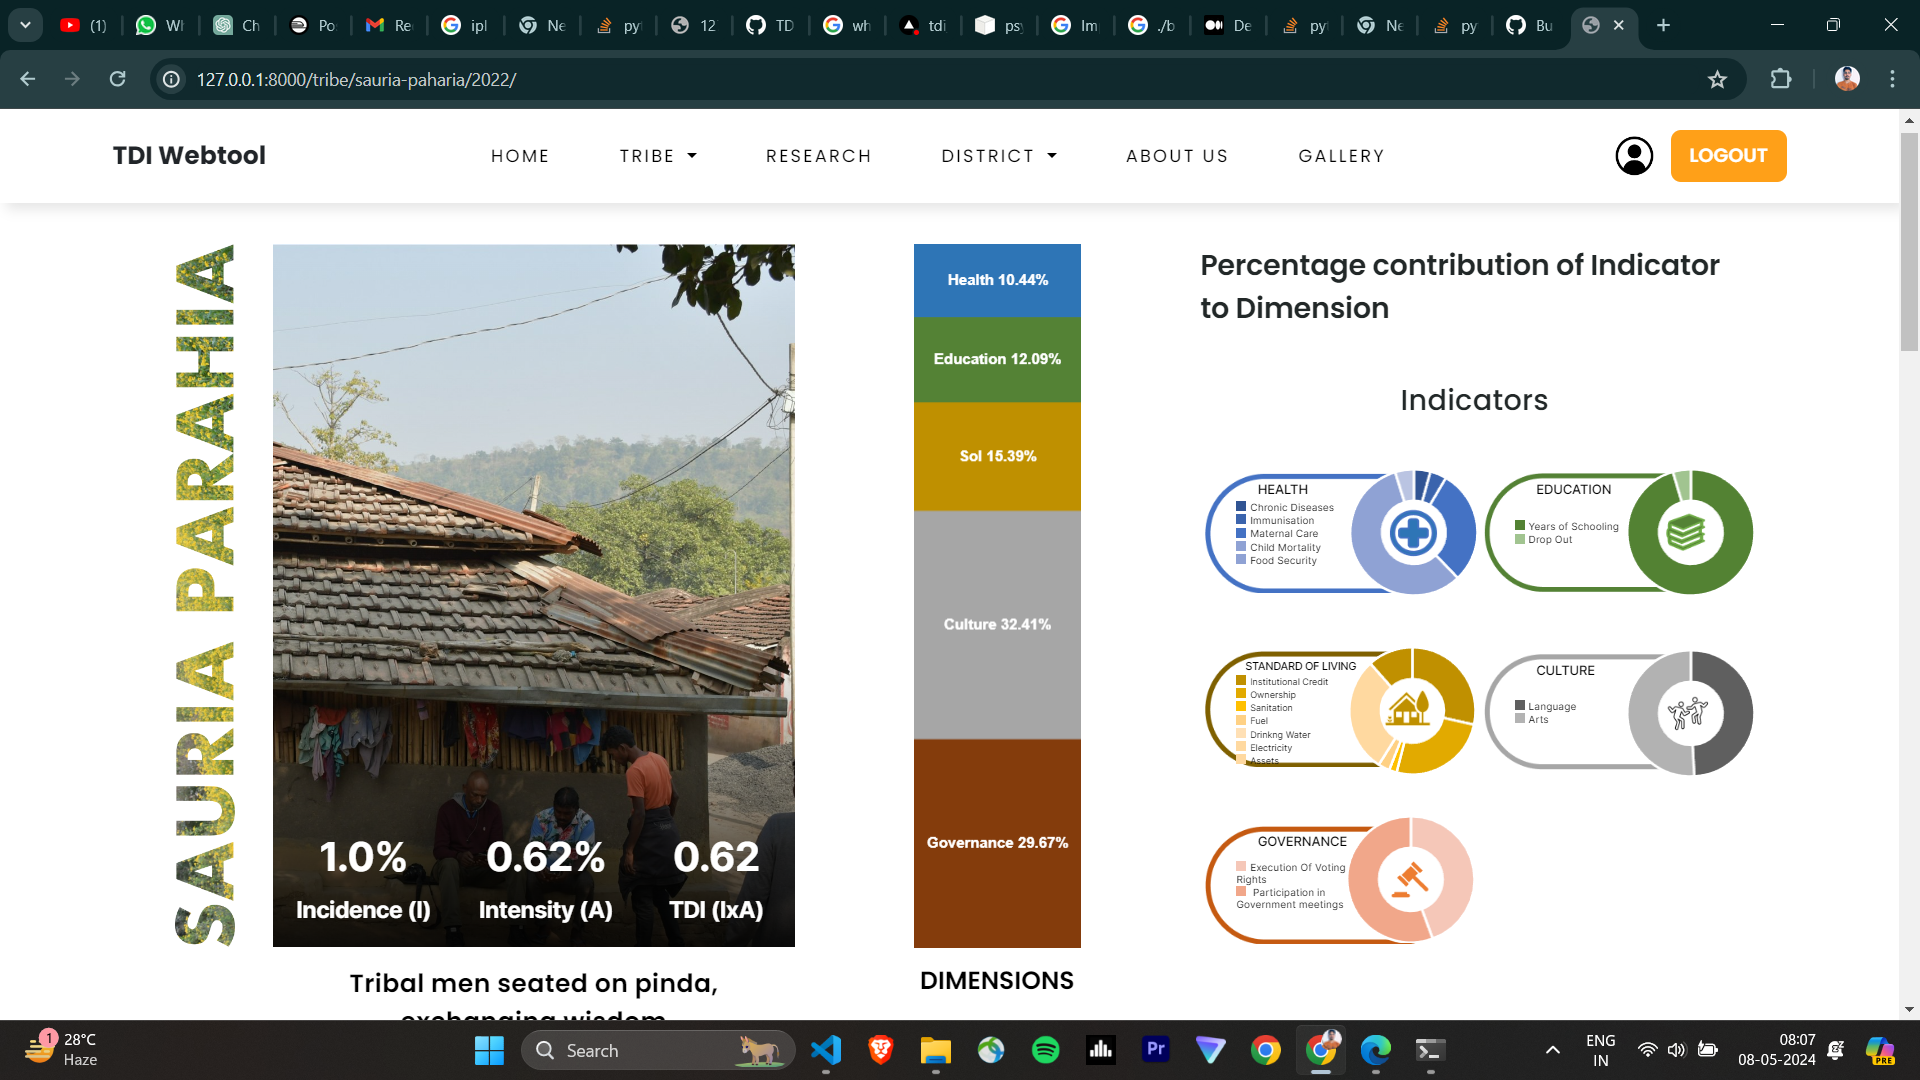 (1)
Wh
Ch
Po
Re
ipl
Ne
py
12
TD
wh
tdi
psy
Im
./b
De
py
Ne
py
Bu
127.0.0.1:8000/tribe/sauria-paharia/2022/
TDI Webtool
HOME
TRIBE
RESEARCH
DISTRICT
ABOUT US
GALLERY
LOGOUT
SAURIA PARAHIA
1.0%
Incidence (I)
0.62%
Intensity (A)
0.62
TDI (IxA)
Tribal men seated on pinda,
exchanging wisdom
Health 10.44%
Education 12.09%
Sol 15.39%
Culture 32.41%
Governance 29.67%
DIMENSIONS
Percentage contribution of Indicator
to Dimension
Indicators
HEALTH
Chronic Diseases
Immunisation
Maternal Care
Child Mortality
Food Security
EDUCATION
Years of Schooling
Drop Out
STANDARD OF LIVING
Institutional Credit
Ownership
Sanitation
Fuel
Drinkng Water
Electricity
Assets
CULTURE
Language
Arts
GOVERNANCE
Execution Of Voting
Rights
Participation in
Government meetings
1
28°C
Haze
Search
Pr
ENG
IN
08:07
08-05-2024
PRE